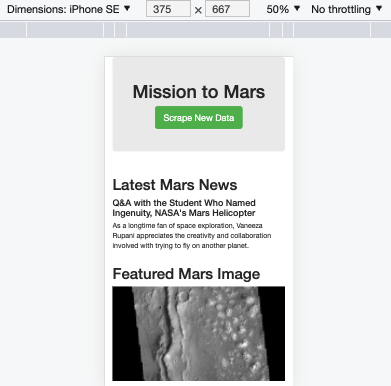 Dimensions: iPhone SE ▼ 375 × 667 50% ▼ No throttling ▼
Mission to Mars
Scrape New Data
Latest Mars News
Q&A with the Student Who Named
Ingenuity, NASA's Mars Helicopter
As a longtime fan of space exploration, Vaneeza
Rupani appreciates the creativity and collaboration
involved with trying to fly on another planet.
Featured Mars Image